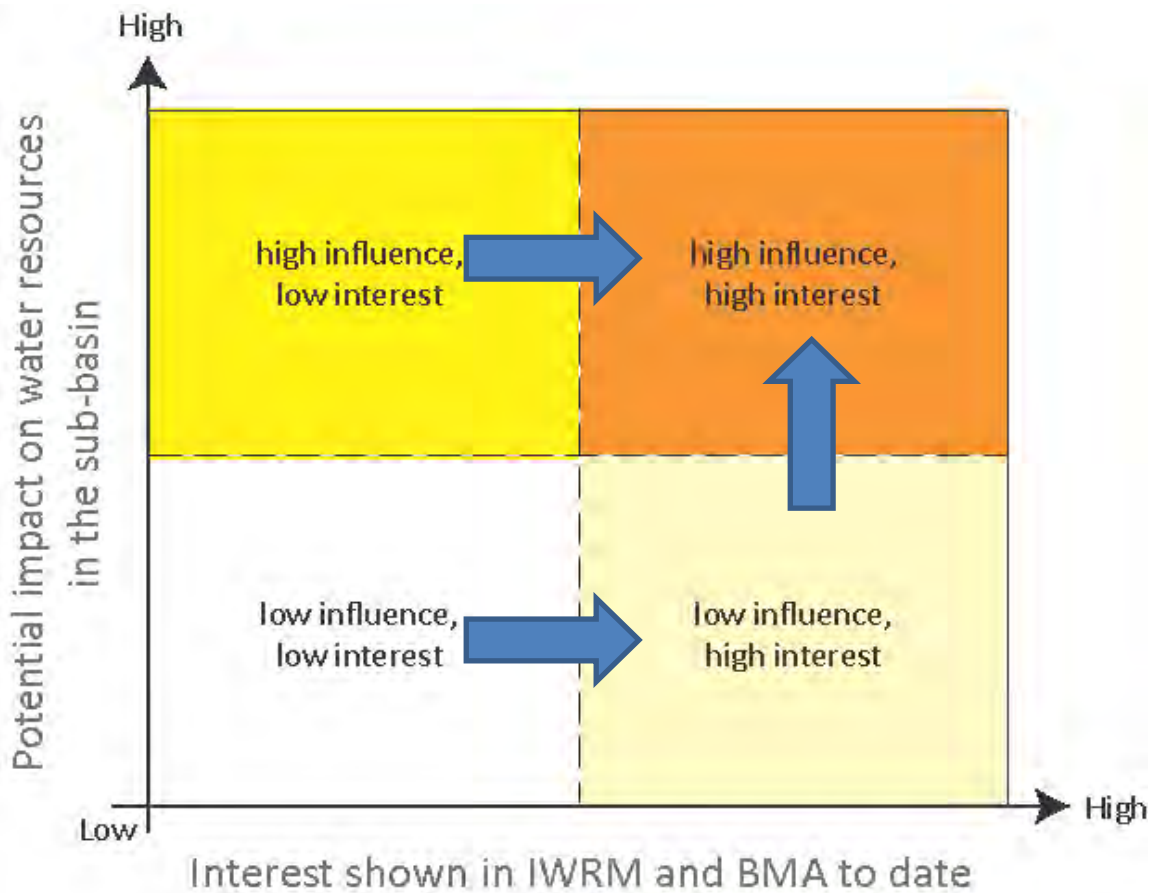 High
Potential impact on water resources
in the sub-basin
high influence,
low interest
high influence,
high interest
low influence,
low interest
low influence,
high interest
Low
High
Interest shown in IWRM and BMA to date